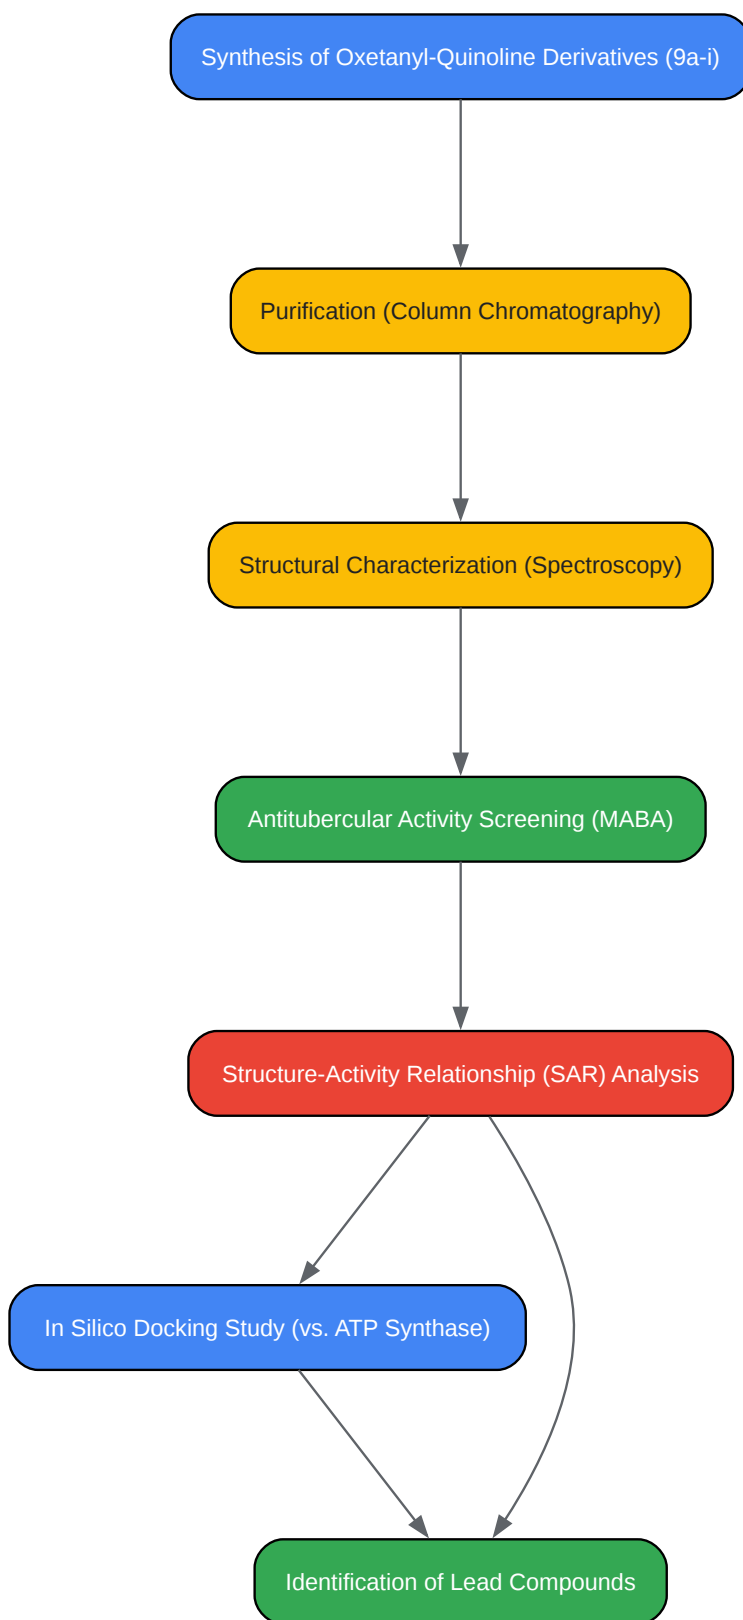 Synthesis of Oxetanyl-Quinoline Derivatives (9a-i)
Purification (Column Chromatography)
Structural Characterization (Spectroscopy)
Antitubercular Activity Screening (MABA)
Structure-Activity Relationship (SAR) Analysis
In Silico Docking Study (vs. ATP Synthase)
Identification of Lead Compounds